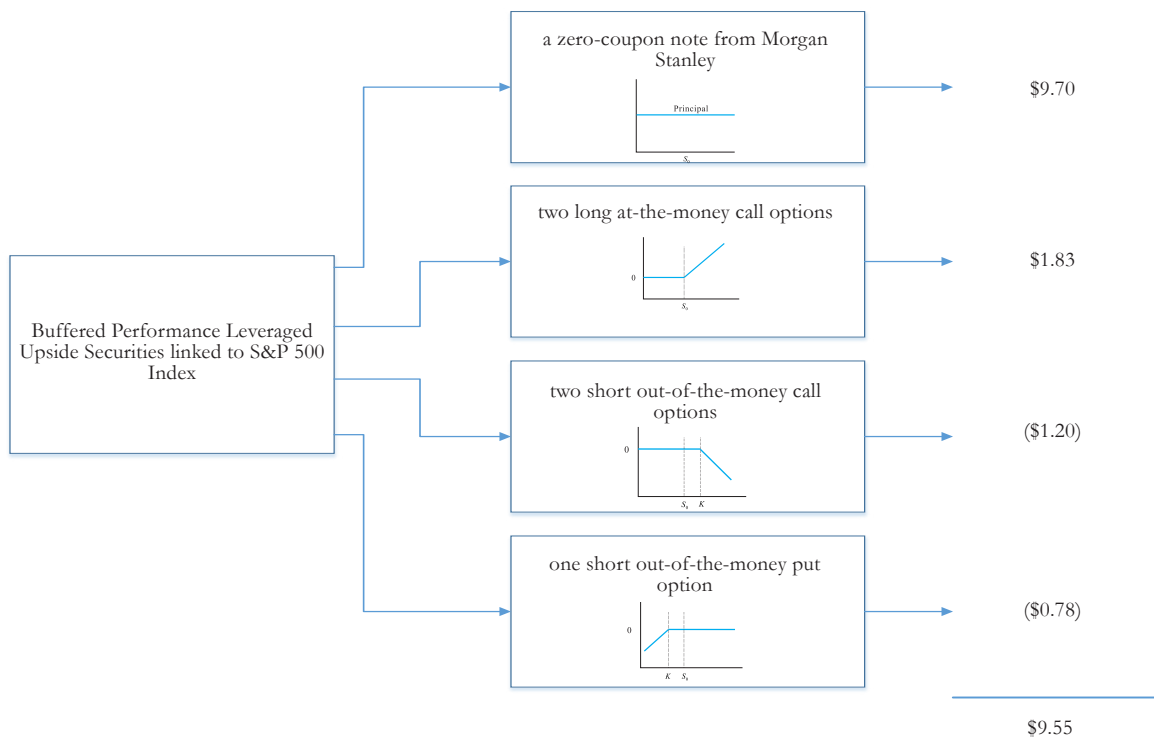 Buffered Performance Leveraged
Upside Securities linked to S&P 500
Index
a zero-coupon note from Morgan
Stanley
Principal
S₀
$9.70
two long at-the-money call options
0
S₀
$1.83
two short out-of-the-money call
options
0
S₀ K
($1.20)
one short out-of-the-money put
option
0
K S₀
($0.78)
$9.55